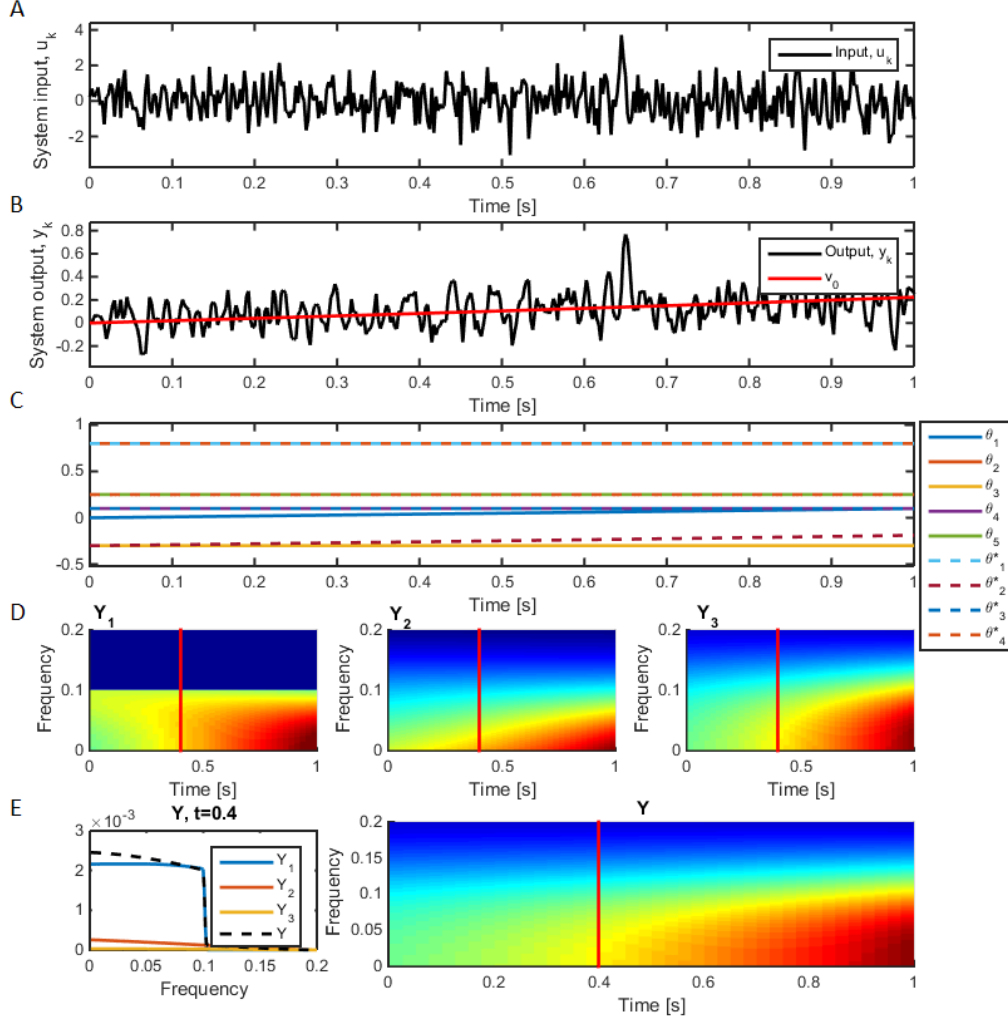 A
System input, u_k
4
2
0
-2
Input, u_k
0 0.1 0.2 0.3 0.4 0.5 0.6 0.7 0.8 0.9 1
Time [s]
B
System output, y_k
0.8
0.6
0.4
0.2
0
-0.2
Output, y_k
v_0
0 0.1 0.2 0.3 0.4 0.5 0.6 0.7 0.8 0.9 1
Time [s]
C
1
0.5
0
-0.5
0 0.1 0.2 0.3 0.4 0.5 0.6 0.7 0.8 0.9 1
Time [s]
θ_1
θ_2
θ_3
θ_4
θ_5
θ*_1
θ*_2
θ*_3
θ*_4
D
Y_1
Frequency
0.2
0.1
0
0 0.5 1
Time [s]
Y_2
Frequency
0.2
0.1
0
0 0.5 1
Time [s]
Y_3
Frequency
0.2
0.1
0
0 0.5 1
Time [s]
E
Y, t=0.4
×10^-3
3
2
1
0
Y_1
Y_2
Y_3
Y
0 0.05 0.1 0.15 0.2
Frequency
Y
Frequency
0.2
0.15
0.1
0.05
0
0 0.2 0.4 0.6 0.8 1
Time [s]